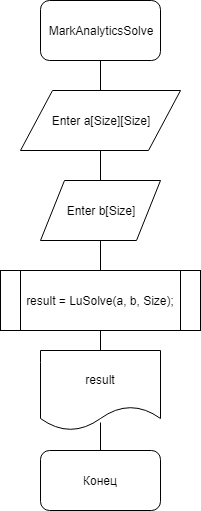 MarkAnalyticsSolve
Enter a[Size][Size]
Enter b[Size]
result = LuSolve(a, b, Size);
result
Конец